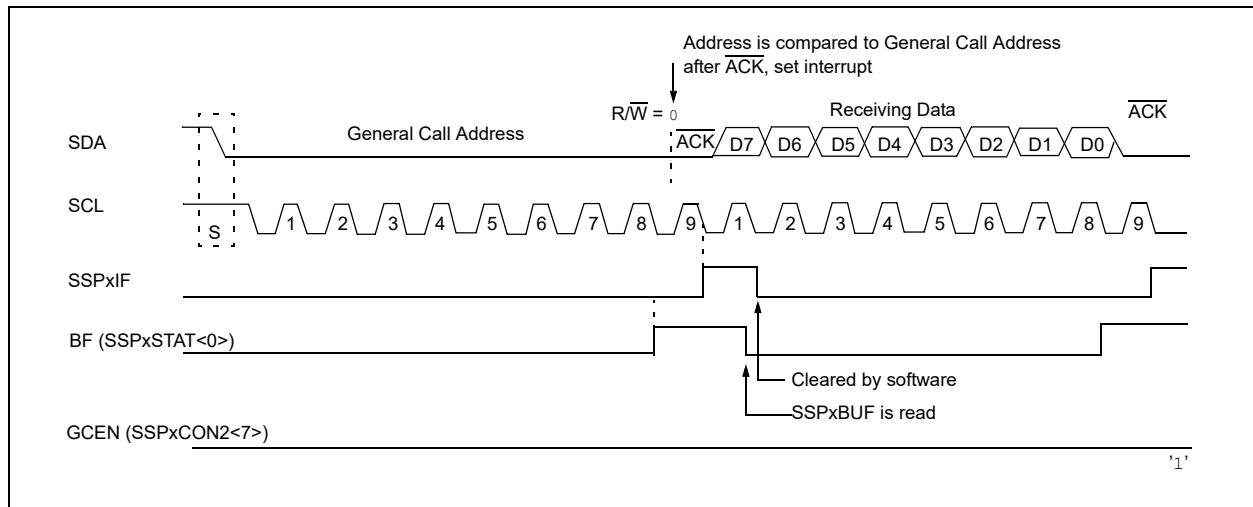 Address is compared to General Call Address
after ACK, set interrupt
R/W = 0
Receiving Data
ACK
SDA
General Call Address
ACK D7 D6 D5 D4 D3 D2 D1 D0
SCL
S
1 2 3 4 5 6 7 8 9 1 2 3 4 5 6 7 8 9
SSPxIF
BF (SSPxSTAT<0>)
Cleared by software
SSPxBUF is read
GCEN (SSPxCON2<7>)
'1'